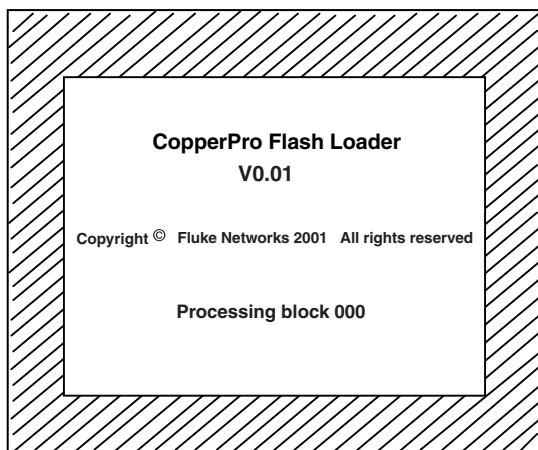 CopperPro Flash Loader
V0.01
Copyright © Fluke Networks 2001 All rights reserved
Processing block 000